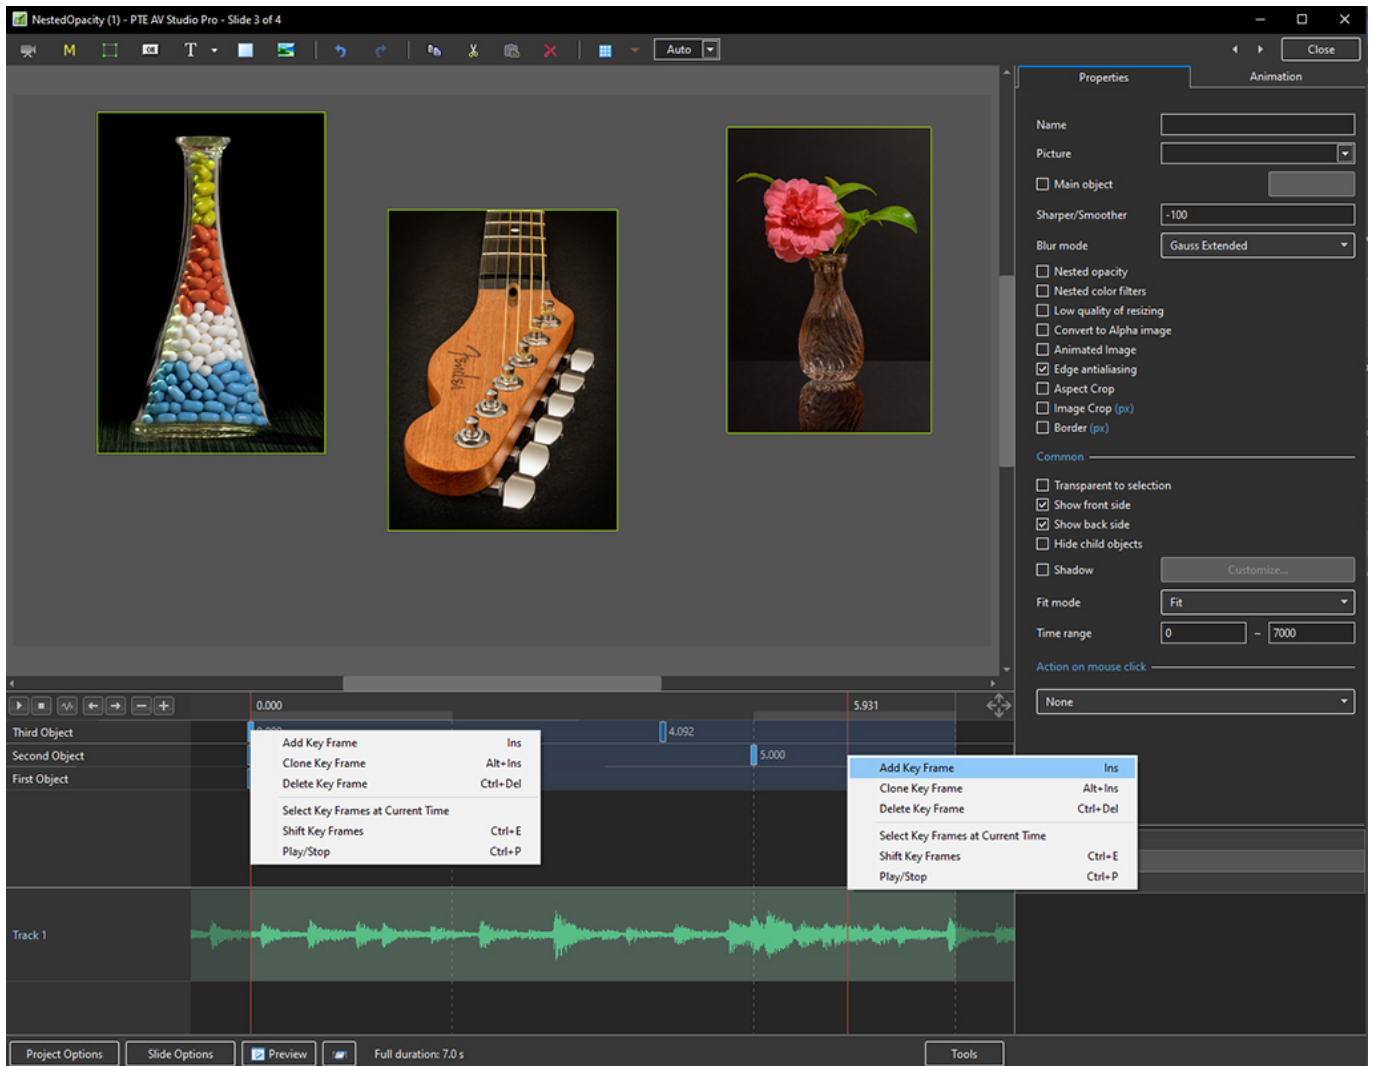 NestedOpacity (1) - PTE AV Studio Pro - Slide 3 of 4
M OK T Auto Close
Properties Animation
Name
Picture
Main object
Sharper/Smoother -100
Blur mode Gauss Extended
Nested opacity
Nested color filters
Low quality of resizing
Convert to Alpha image
Animated Image
Edge antialiasing
Aspect Crop
Image Crop (px)
Border (px)
Common
Transparent to selection
Show front side
Show back side
Hide child objects
Shadow Customize...
Fit mode Fit
Time range 0 - 7000
Action on mouse click
None
Fender
0.000 5.931
Third Object 4.092
Second Object 5.000
First Object
Add Key Frame Ins
Clone Key Frame Alt+Ins
Delete Key Frame Ctrl+Del
Select Key Frames at Current Time
Shift Key Frames Ctrl+E
Play/Stop Ctrl+P
Add Key Frame Ins
Clone Key Frame Alt+Ins
Delete Key Frame Ctrl+Del
Select Key Frames at Current Time
Shift Key Frames Ctrl+E
Play/Stop Ctrl+P
Track 1
Project Options Slide Options Preview Full duration: 7.0 s Tools